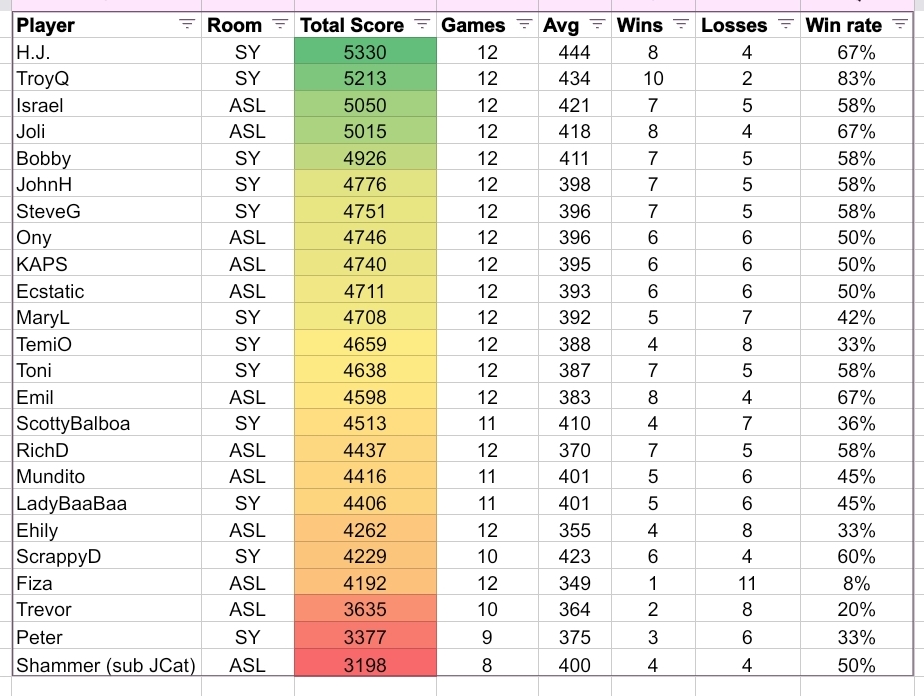 Player Room Total Score Games Avg Wins Losses Win rate
H.J. SY 5330 12 444 8 4 67%
TroyQ SY 5213 12 434 10 2 83%
Israel ASL 5050 12 421 7 5 58%
Joli ASL 5015 12 418 8 4 67%
Bobby SY 4926 12 411 7 5 58%
JohnH SY 4776 12 398 7 5 58%
SteveG SY 4751 12 396 7 5 58%
Ony ASL 4746 12 396 6 6 50%
KAPS ASL 4740 12 395 6 6 50%
Ecstatic ASL 4711 12 393 6 6 50%
MaryL SY 4708 12 392 5 7 42%
TemiO SY 4659 12 388 4 8 33%
Toni SY 4638 12 387 7 5 58%
Emil ASL 4598 12 383 8 4 67%
ScottyBalboa SY 4513 11 410 4 7 36%
RichD ASL 4437 12 370 7 5 58%
Mundito ASL 4416 11 401 5 6 45%
LadyBaaBaa SY 4406 11 401 5 6 45%
Ehily ASL 4262 12 355 4 8 33%
ScrappyD SY 4229 10 423 6 4 60%
Fiza ASL 4192 12 349 1 11 8%
Trevor ASL 3635 10 364 2 8 20%
Peter SY 3377 9 375 3 6 33%
Shammer (sub JCat) ASL 3198 8 400 4 4 50%